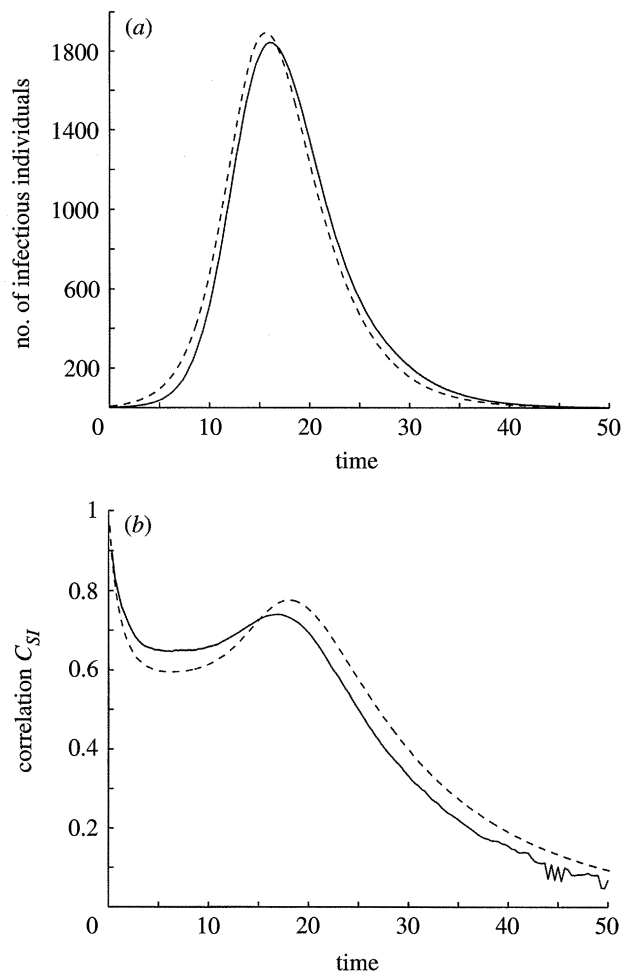 (a)
no. of infectious individuals
1800
1400
1000
600
200
0 10 20 30 40 50
time
(b)
correlation C_SI
1
0.8
0.6
0.4
0.2
0 10 20 30 40 50
time